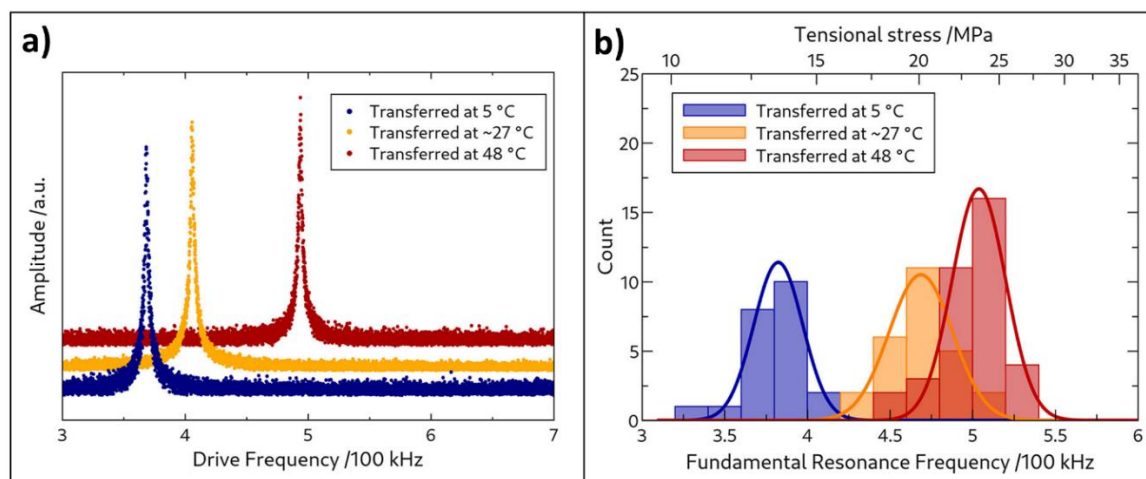 a)
Transferred at 5 °C
Transferred at ~27 °C
Transferred at 48 °C
Amplitude /a.u.
3 4 5 6 7
Drive Frequency /100 kHz
b)
Tensional stress /MPa
10 15 20 25 30 35
25
20
15
10
5
0
Transferred at 5 °C
Transferred at ~27 °C
Transferred at 48 °C
Count
3 3.5 4 4.5 5 5.5 6
Fundamental Resonance Frequency /100 kHz